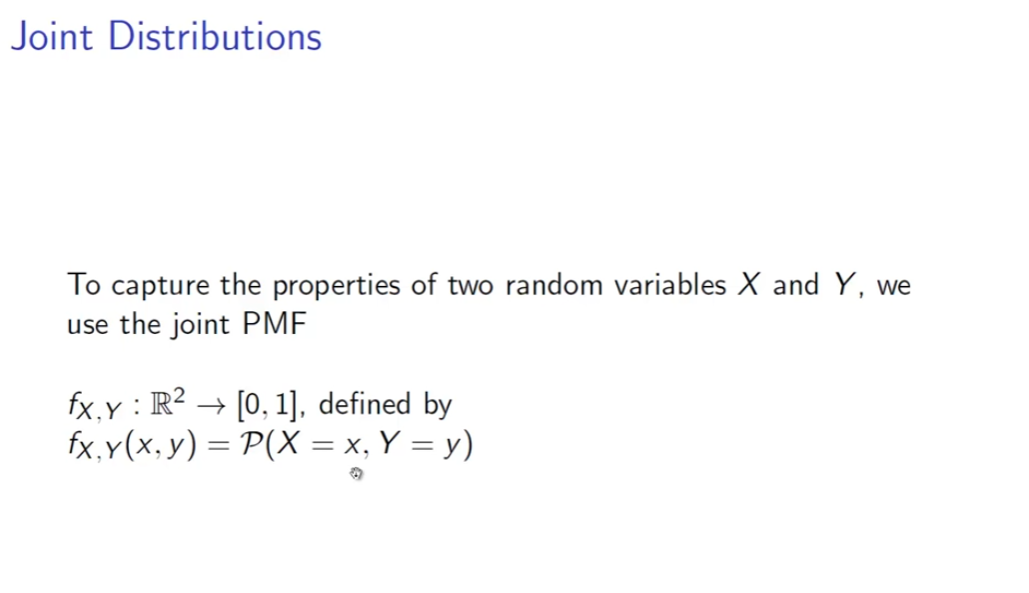 Joint Distributions
To capture the properties of two random variables X and Y, we
use the joint PMF
f_{X,Y} : ℝ² → [0, 1], defined by
f_{X,Y}(x, y) = 𝒫(X = x, Y = y)